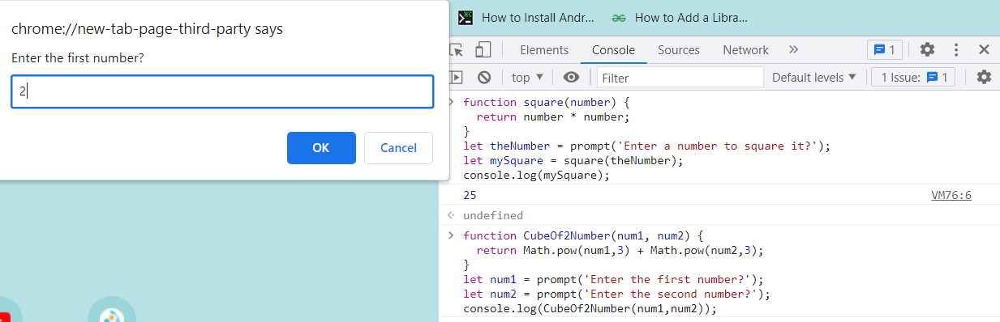 chrome://new-tab-page-third-party says
Enter the first number?
2
OK Cancel
How to Install Andr... How to Add a Libra...
Elements Console Sources Network » 1
top ▼ Filter Default levels ▼ 1 Issue: 1
> function square(number) {
return number * number;
}
let theNumber = prompt('Enter a number to square it?');
let mySquare = square(theNumber);
console.log(mySquare);
25 VM76:6
undefined
> function CubeOf2Number(num1, num2) {
return Math.pow(num1,3) + Math.pow(num2,3);
}
let num1 = prompt('Enter the first number?');
let num2 = prompt('Enter the second number?');
console.log(CubeOf2Number(num1,num2));